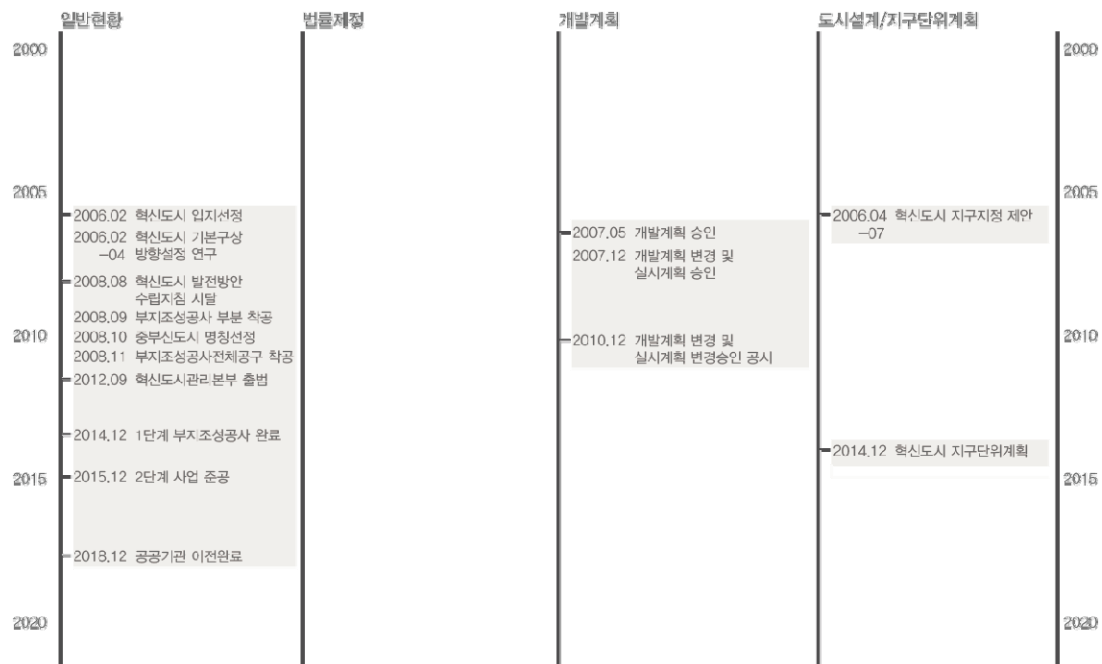 일반현황
법률제정
개발계획
도시설계/지구단위계획
2000
2005
2010
2015
2020
2006.02 혁신도시 입지선정
2006.02 혁신도시 기본구상
-04 방향설정 연구
2008.08 혁신도시 발전방안
수립지침 시달
2008.09 부지조성공사 부분 착공
2008.10 중부신도시 명칭선정
2008.11 부지조성공사전체공구 착공
2012.09 혁신도시관리본부 출범
2014.12 1단계 부지조성공사 완료
2015.12 2단계 사업 준공
2018.12 공공기관 이전완료
2007.05 개발계획 승인
2007.12 개발계획 변경 및
실시계획 승인
2010.12 개발계획 변경 및
실시계획 변경승인 공시
2006.04 혁신도시 지구지정 제안
-07
2014.12 혁신도시 지구단위계획
2000
2005
2010
2015
2020